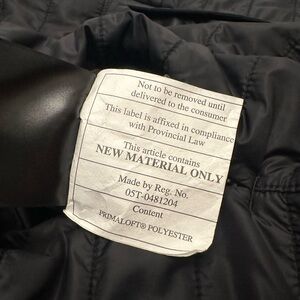 Not to be removed until
delivered to the consumer
This label is affixed in compliance
with Provincial Law
This article contains
NEW MATERIAL ONLY
Made by Reg. No.
05T-0481204
Content
PRIMALOFT® POLYESTER